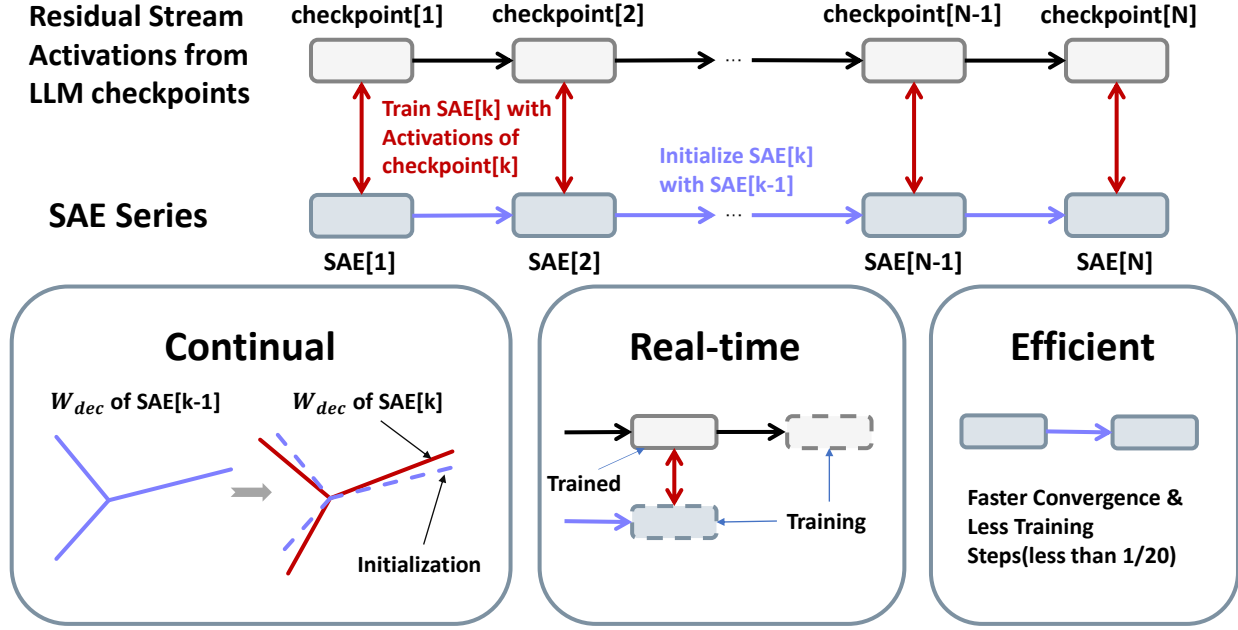 Residual Stream
Activations from
LLM checkpoints
checkpoint[1]
checkpoint[2]
checkpoint[N-1]
checkpoint[N]
...
Train SAE[k] with
Activations of
checkpoint[k]
Initialize SAE[k]
with SAE[k-1]
SAE Series
...
SAE[1]
SAE[2]
SAE[N-1]
SAE[N]
Continual
W_dec of SAE[k-1]
W_dec of SAE[k]
Initialization
Real-time
Trained
Training
Efficient
Faster Convergence &
Less Training
Steps(less than 1/20)